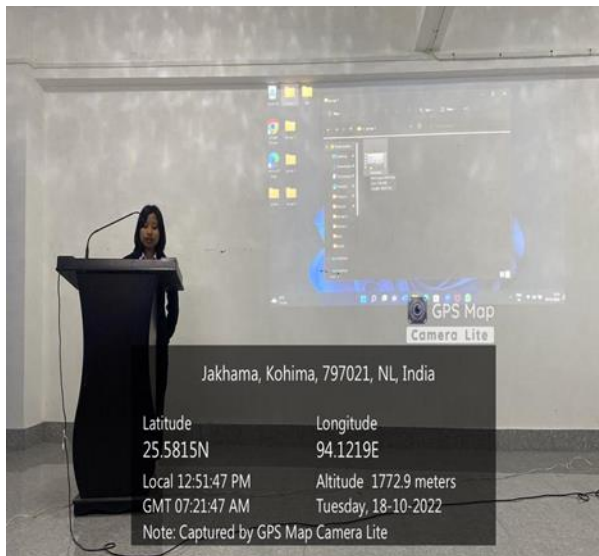 GPS Map
Camera Lite
Jakhama, Kohima, 797021, NL, India
Latitude
Longitude
25.5815N
94.1219E
Local 12:51:47 PM
Altitude 1772.9 meters
GMT 07:21:47 AM
Tuesday, 18-10-2022
Note: Captured by GPS Map Camera Lite